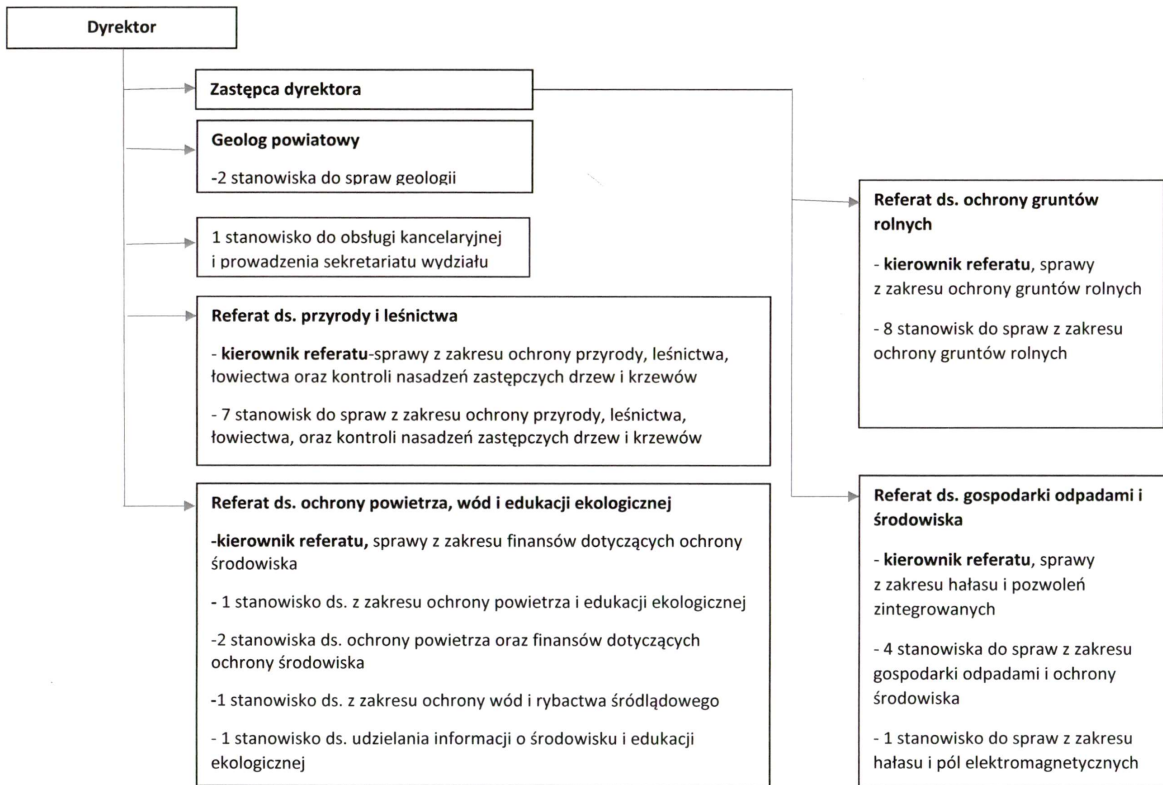 Dyrektor
Zastępca dyrektora
Geolog powiatowy
-2 stanowiska do spraw geologii
1 stanowisko do obsługi kancelaryjnej
i prowadzenia sekretariatu wydziału
Referat ds. przyrody i leśnictwa
- kierownik referatu-sprawy z zakresu ochrony przyrody, leśnictwa,
łowiectwa oraz kontroli nasadzeń zastępczych drzew i krzewów
- 7 stanowisk do spraw z zakresu ochrony przyrody, leśnictwa,
łowiectwa, oraz kontroli nasadzeń zastępczych drzew i krzewów
Referat ds. ochrony powietrza, wód i edukacji ekologicznej
-kierownik referatu, sprawy z zakresu finansów dotyczących ochrony
środowiska
- 1 stanowisko ds. z zakresu ochrony powietrza i edukacji ekologicznej
-2 stanowiska ds. ochrony powietrza oraz finansów dotyczących
ochrony środowiska
-1 stanowisko ds. z zakresu ochrony wód i rybactwa śródlądowego
- 1 stanowisko ds. udzielania informacji o środowisku i edukacji
ekologicznej
Referat ds. ochrony gruntów
rolnych
- kierownik referatu, sprawy
z zakresu ochrony gruntów rolnych
- 8 stanowisk do spraw z zakresu
ochrony gruntów rolnych
Referat ds. gospodarki odpadami i
środowiska
- kierownik referatu, sprawy
z zakresu hałasu i pozwoleń
zintegrowanych
- 4 stanowiska do spraw z zakresu
gospodarki odpadami i ochrony
środowiska
- 1 stanowisko do spraw z zakresu
hałasu i pól elektromagnetycznych